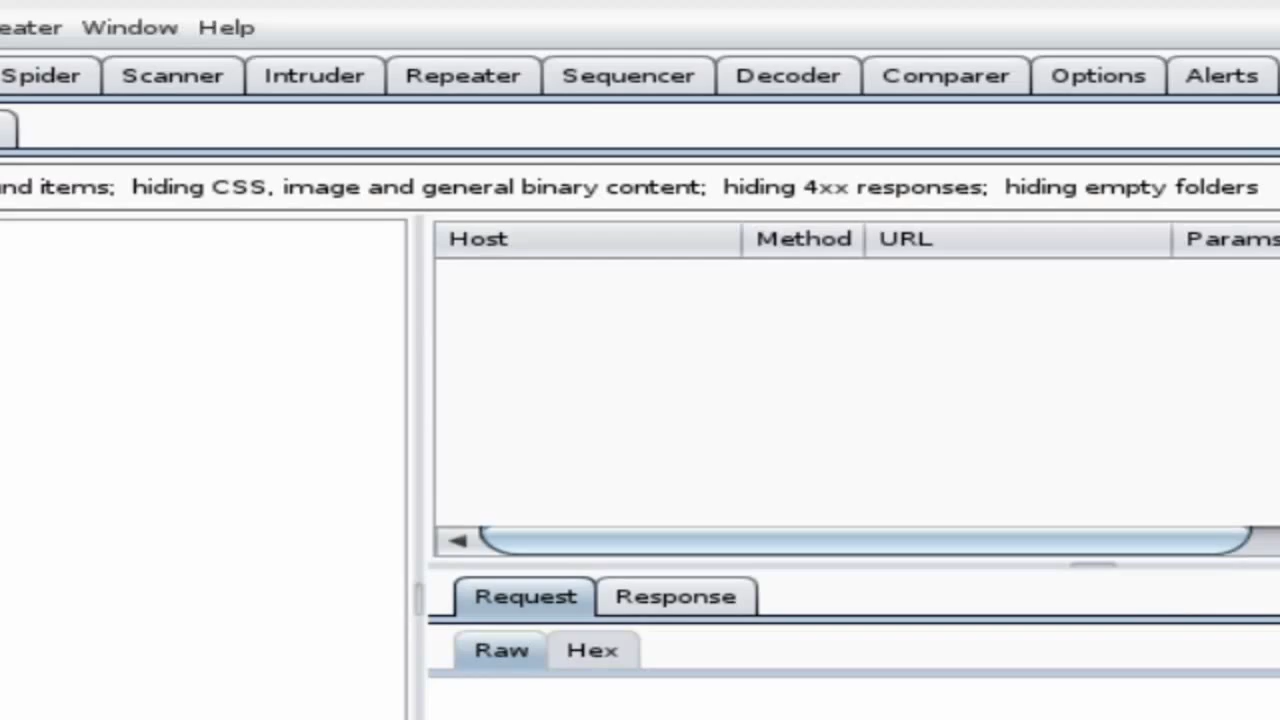 eater Window Help
Spider Scanner Intruder Repeater Sequencer Decoder Comparer Options Alerts
nd items; hiding CSS, image and general binary content; hiding 4xx responses; hiding empty folders
Host Method URL Params
Request Response
Raw Hex